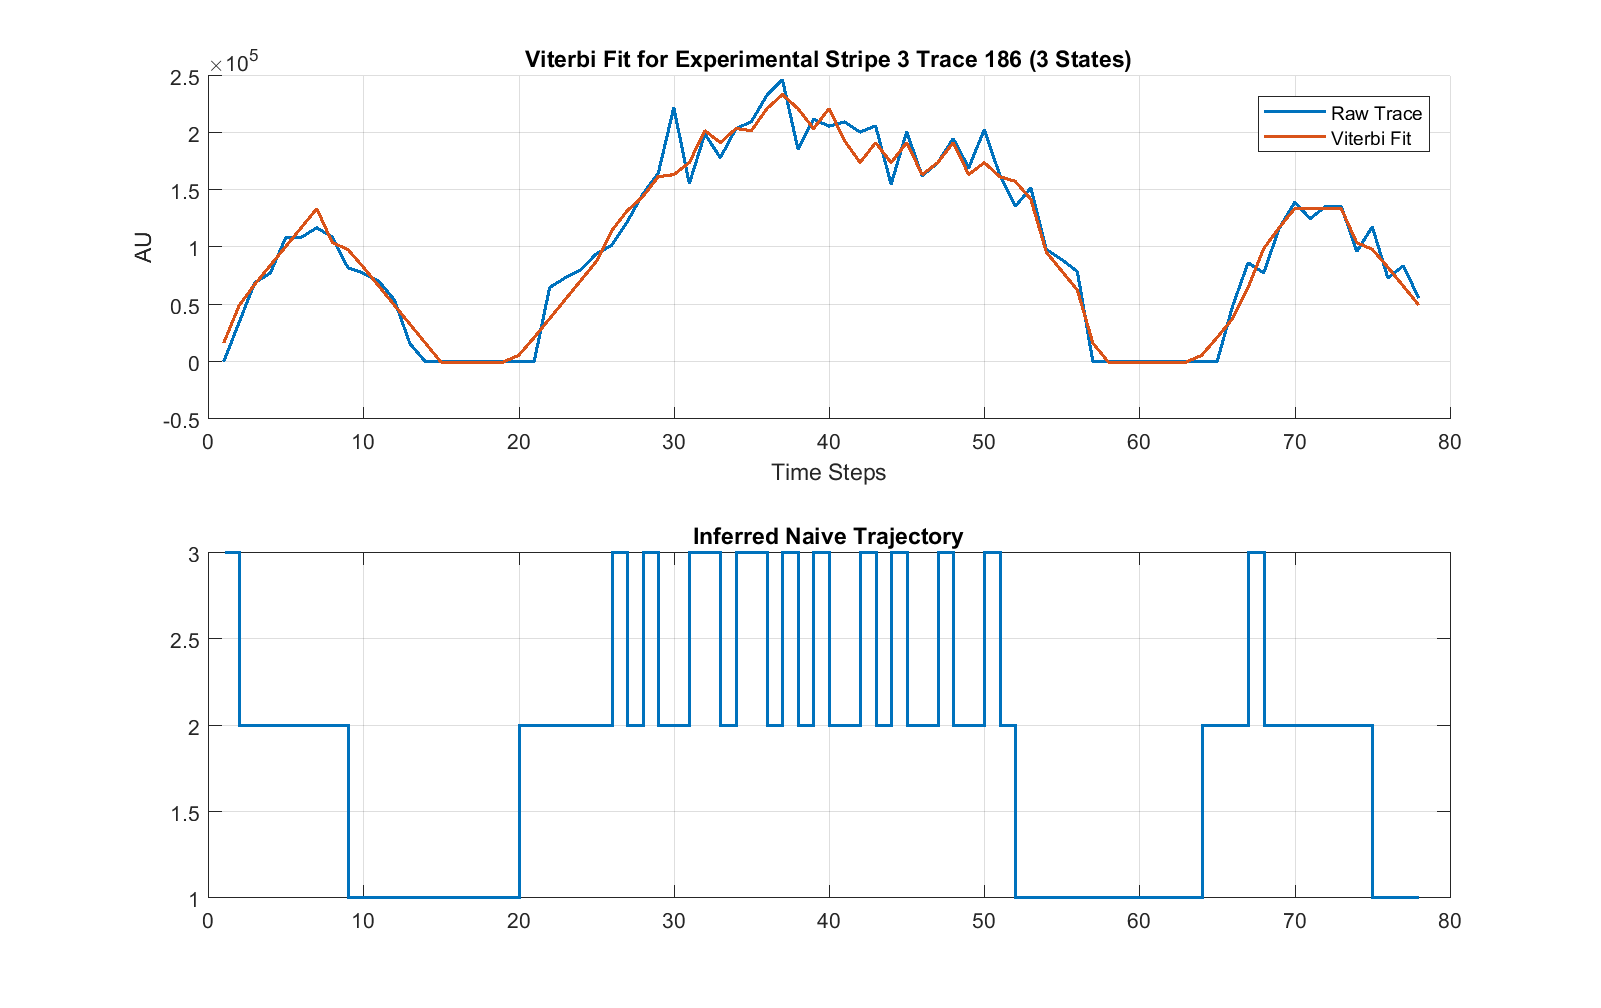 Viterbi Fit for Experimental Stripe 3 Trace 186 (3 States)
×10^5
2.5
2
1.5
1
0.5
0
-0.5
AU
Raw Trace
Viterbi Fit
0 10 20 30 40 50 60 70 80
Time Steps
Inferred Naive Trajectory
3
2.5
2
1.5
1
0 10 20 30 40 50 60 70 80